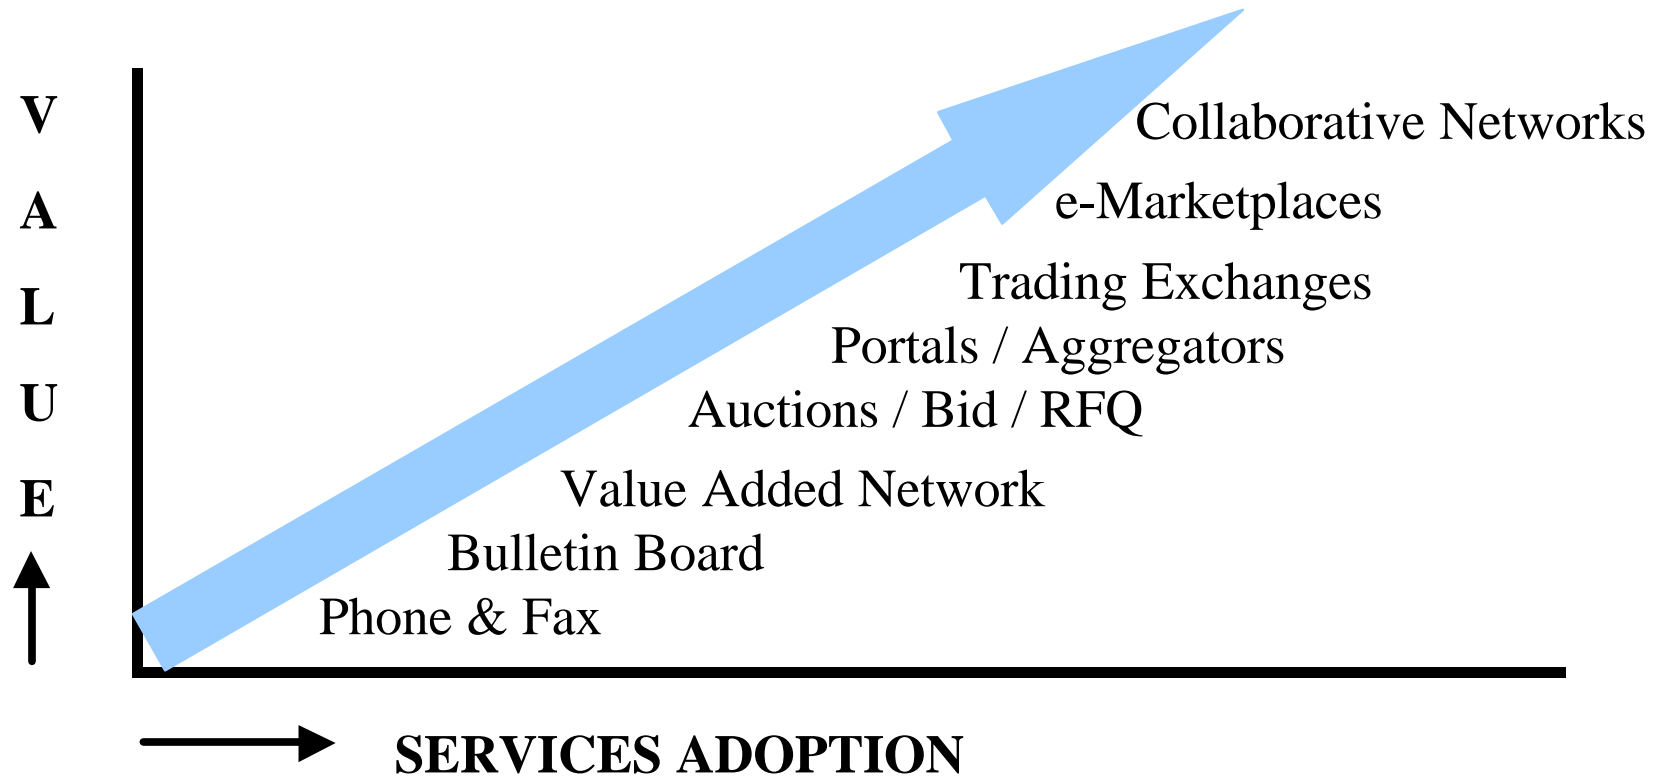 V
A
L
U
E
Collaborative Networks
e-Marketplaces
Trading Exchanges
Portals / Aggregators
Auctions / Bid / RFQ
Value Added Network
Bulletin Board
Phone & Fax
SERVICES ADOPTION